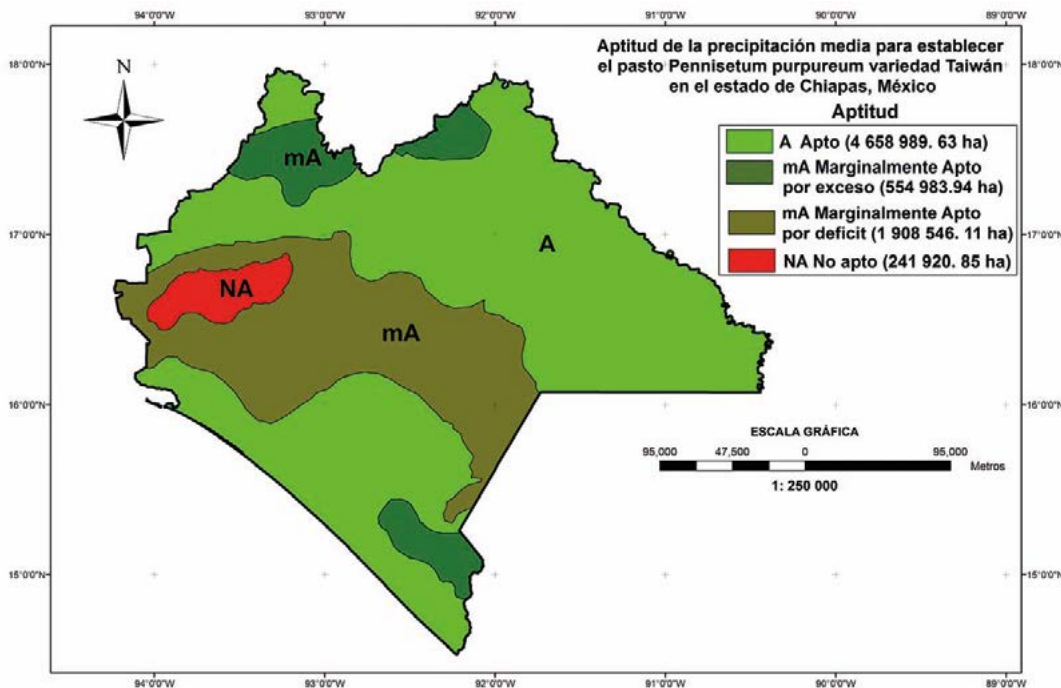 94°0'0"W 93°0'0"W 92°0'0"W 91°0'0"W 90°0'0"W 89°0'0"W
Aptitud de la precipitación media para establecer
el pasto Pennisetum purpureum variedad Taiwán
en el estado de Chiapas, México
Aptitud
A Apto (4 658 989. 63 ha)
mA Marginalmente Apto
por exceso (554 983.94 ha)
mA Marginalmente Apto
por deficit (1 908 546. 11 ha)
NA No apto (241 920. 85 ha)
N
18°0'0"N 18°0'0"N
mA
17°0'0"N 17°0'0"N
A
NA
mA
16°0'0"N 16°0'0"N
ESCALA GRÁFICA
95,000 47,500 0 95,000
Metros
1: 250 000
15°0'0"N 15°0'0"N
94°0'0"W 93°0'0"W 92°0'0"W 91°0'0"W 90°0'0"W 89°0'0"W